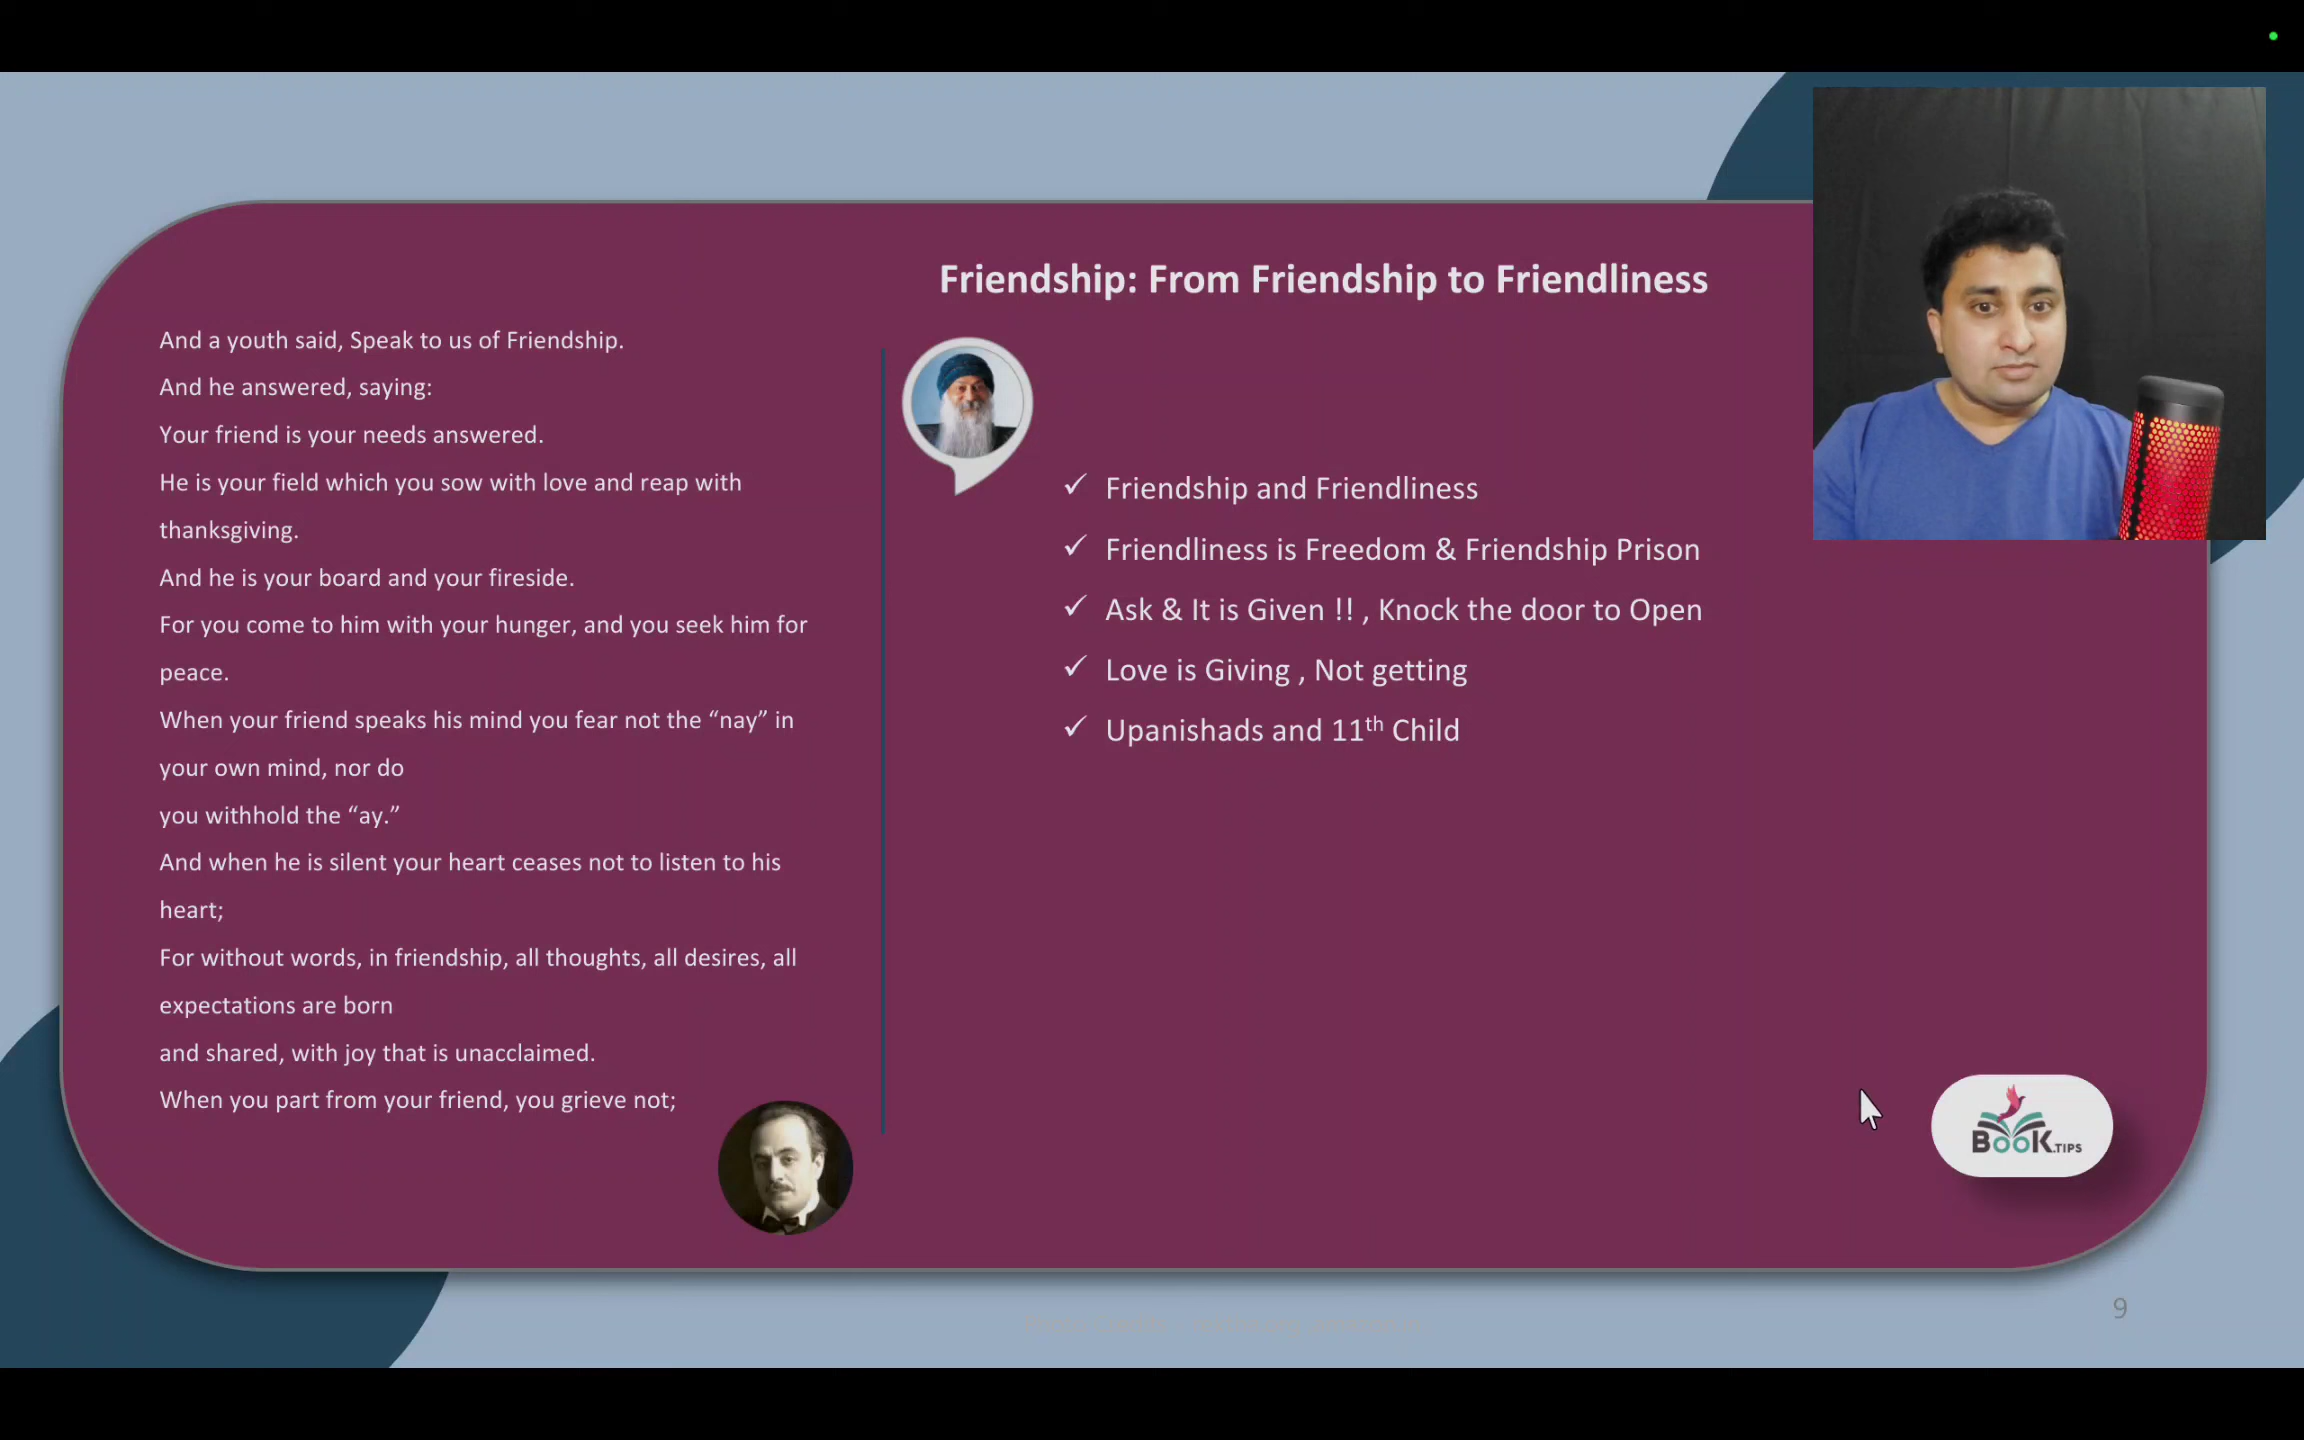 Friendship: From Friendship to Friendliness
And a youth said, Speak to us of Friendship.
And he answered, saying:
Your friend is your needs answered.
He is your field which you sow with love and reap with
thanksgiving.
And he is your board and your fireside.
For you come to him with your hunger, and you seek him for
peace.
When your friend speaks his mind you fear not the “nay” in
your own mind, nor do
you withhold the “ay.”
And when he is silent your heart ceases not to listen to his
heart;
For without words, in friendship, all thoughts, all desires, all
expectations are born
and shared, with joy that is unacclaimed.
When you part from your friend, you grieve not;
✓ Friendship and Friendliness
✓ Friendliness is Freedom & Friendship Prison
✓ Ask & It is Given !! , Knock the door to Open
✓ Love is Giving , Not getting
✓ Upanishads and 11th Child
BOOK.TIPS
9